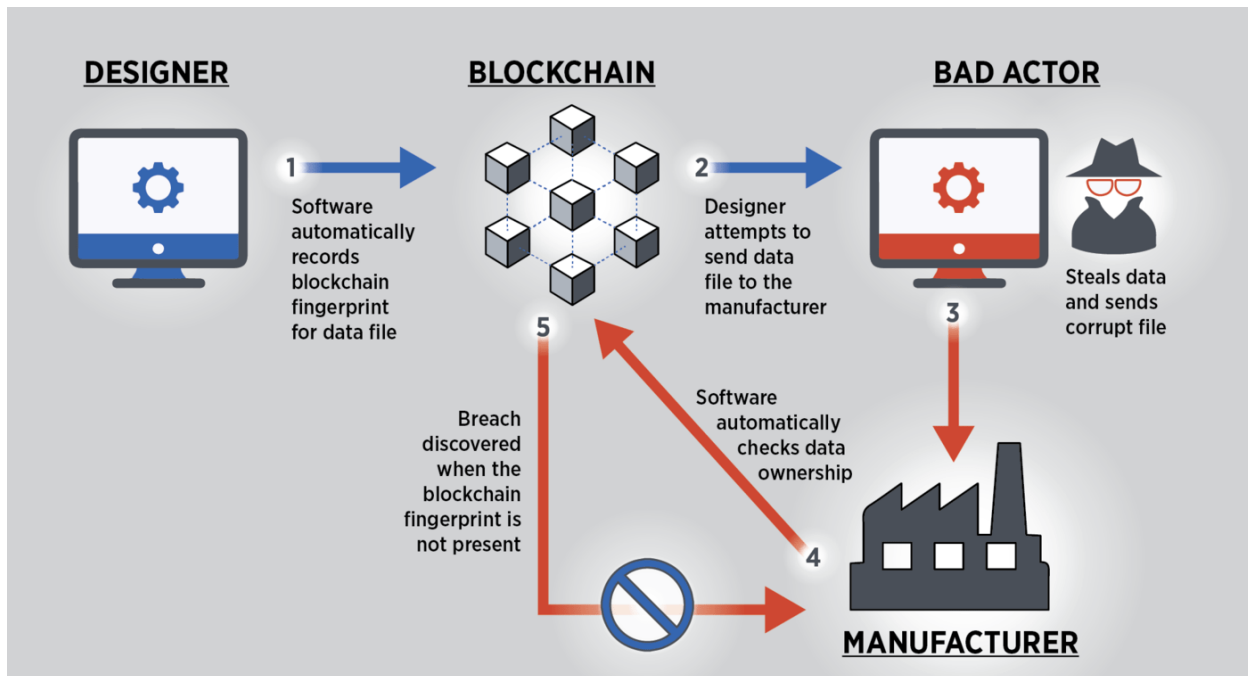 DESIGNER
BLOCKCHAIN
BAD ACTOR
1
Software
automatically
records
blockchain
fingerprint
for data file
2
Designer
attempts to
send data
file to the
manufacturer
Steals data
and sends
corrupt file
3
5
Breach
discovered
when the
blockchain
fingerprint is
not present
Software
automatically
checks data
ownership
4
MANUFACTURER